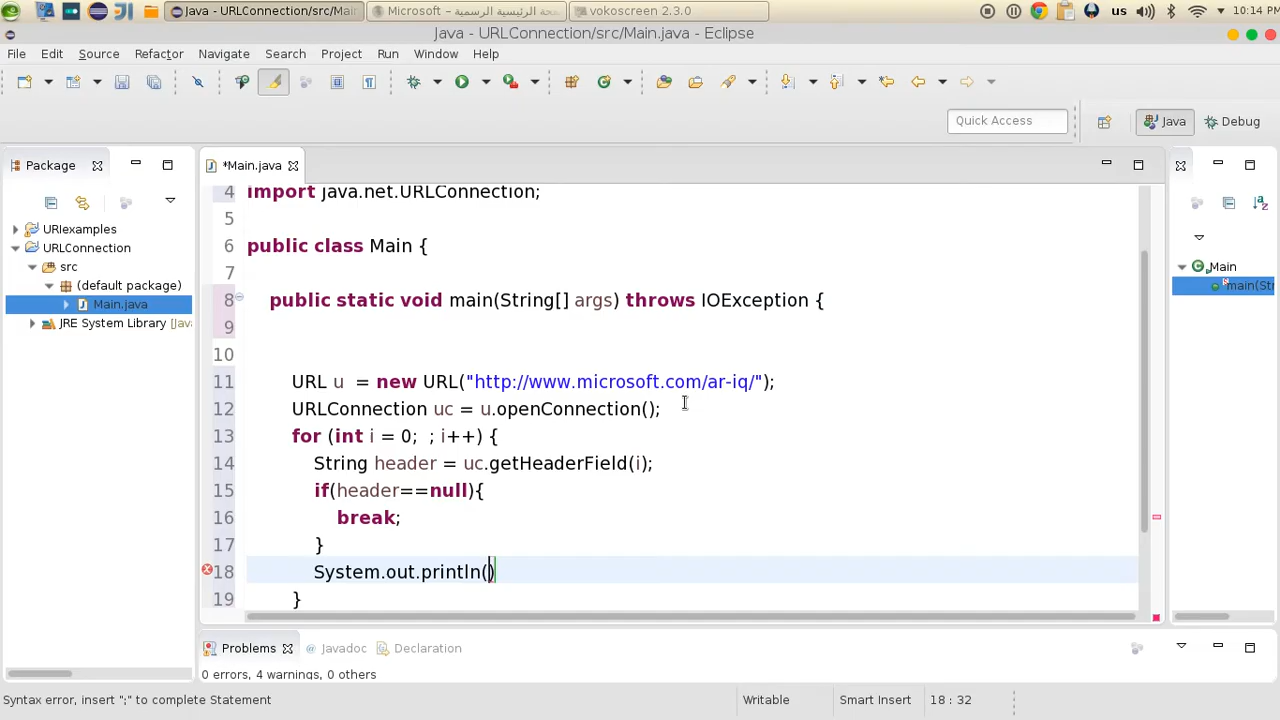 Java - URLConnection/src/Mai
Microsoft – الصفحة الرئيسية الرسمية
vokoscreen 2.3.0
us
10:14 PM
Java - URLConnection/src/Main.java - Eclipse
File Edit Source Refactor Navigate Search Project Run Window Help
Quick Access
Java
Debug
Package
*Main.java
URIexamples
URLConnection
src
(default package)
Main.java
JRE System Library [Java
4 import java.net.URLConnection;
5
6 public class Main {
7
8 public static void main(String[] args) throws IOException {
9
10
11 URL u  = new URL("http://www.microsoft.com/ar-iq/");
12 URLConnection uc = u.openConnection();
13 for (int i = 0;  ; i++) {
14 String header = uc.getHeaderField(i);
15 if(header==null){
16 break;
17 }
18 System.out.println()
19 }
Main
main(Str
Problems
@ Javadoc
Declaration
0 errors, 4 warnings, 0 others
Syntax error, insert ";" to complete Statement
Writable
Smart Insert
18 : 32